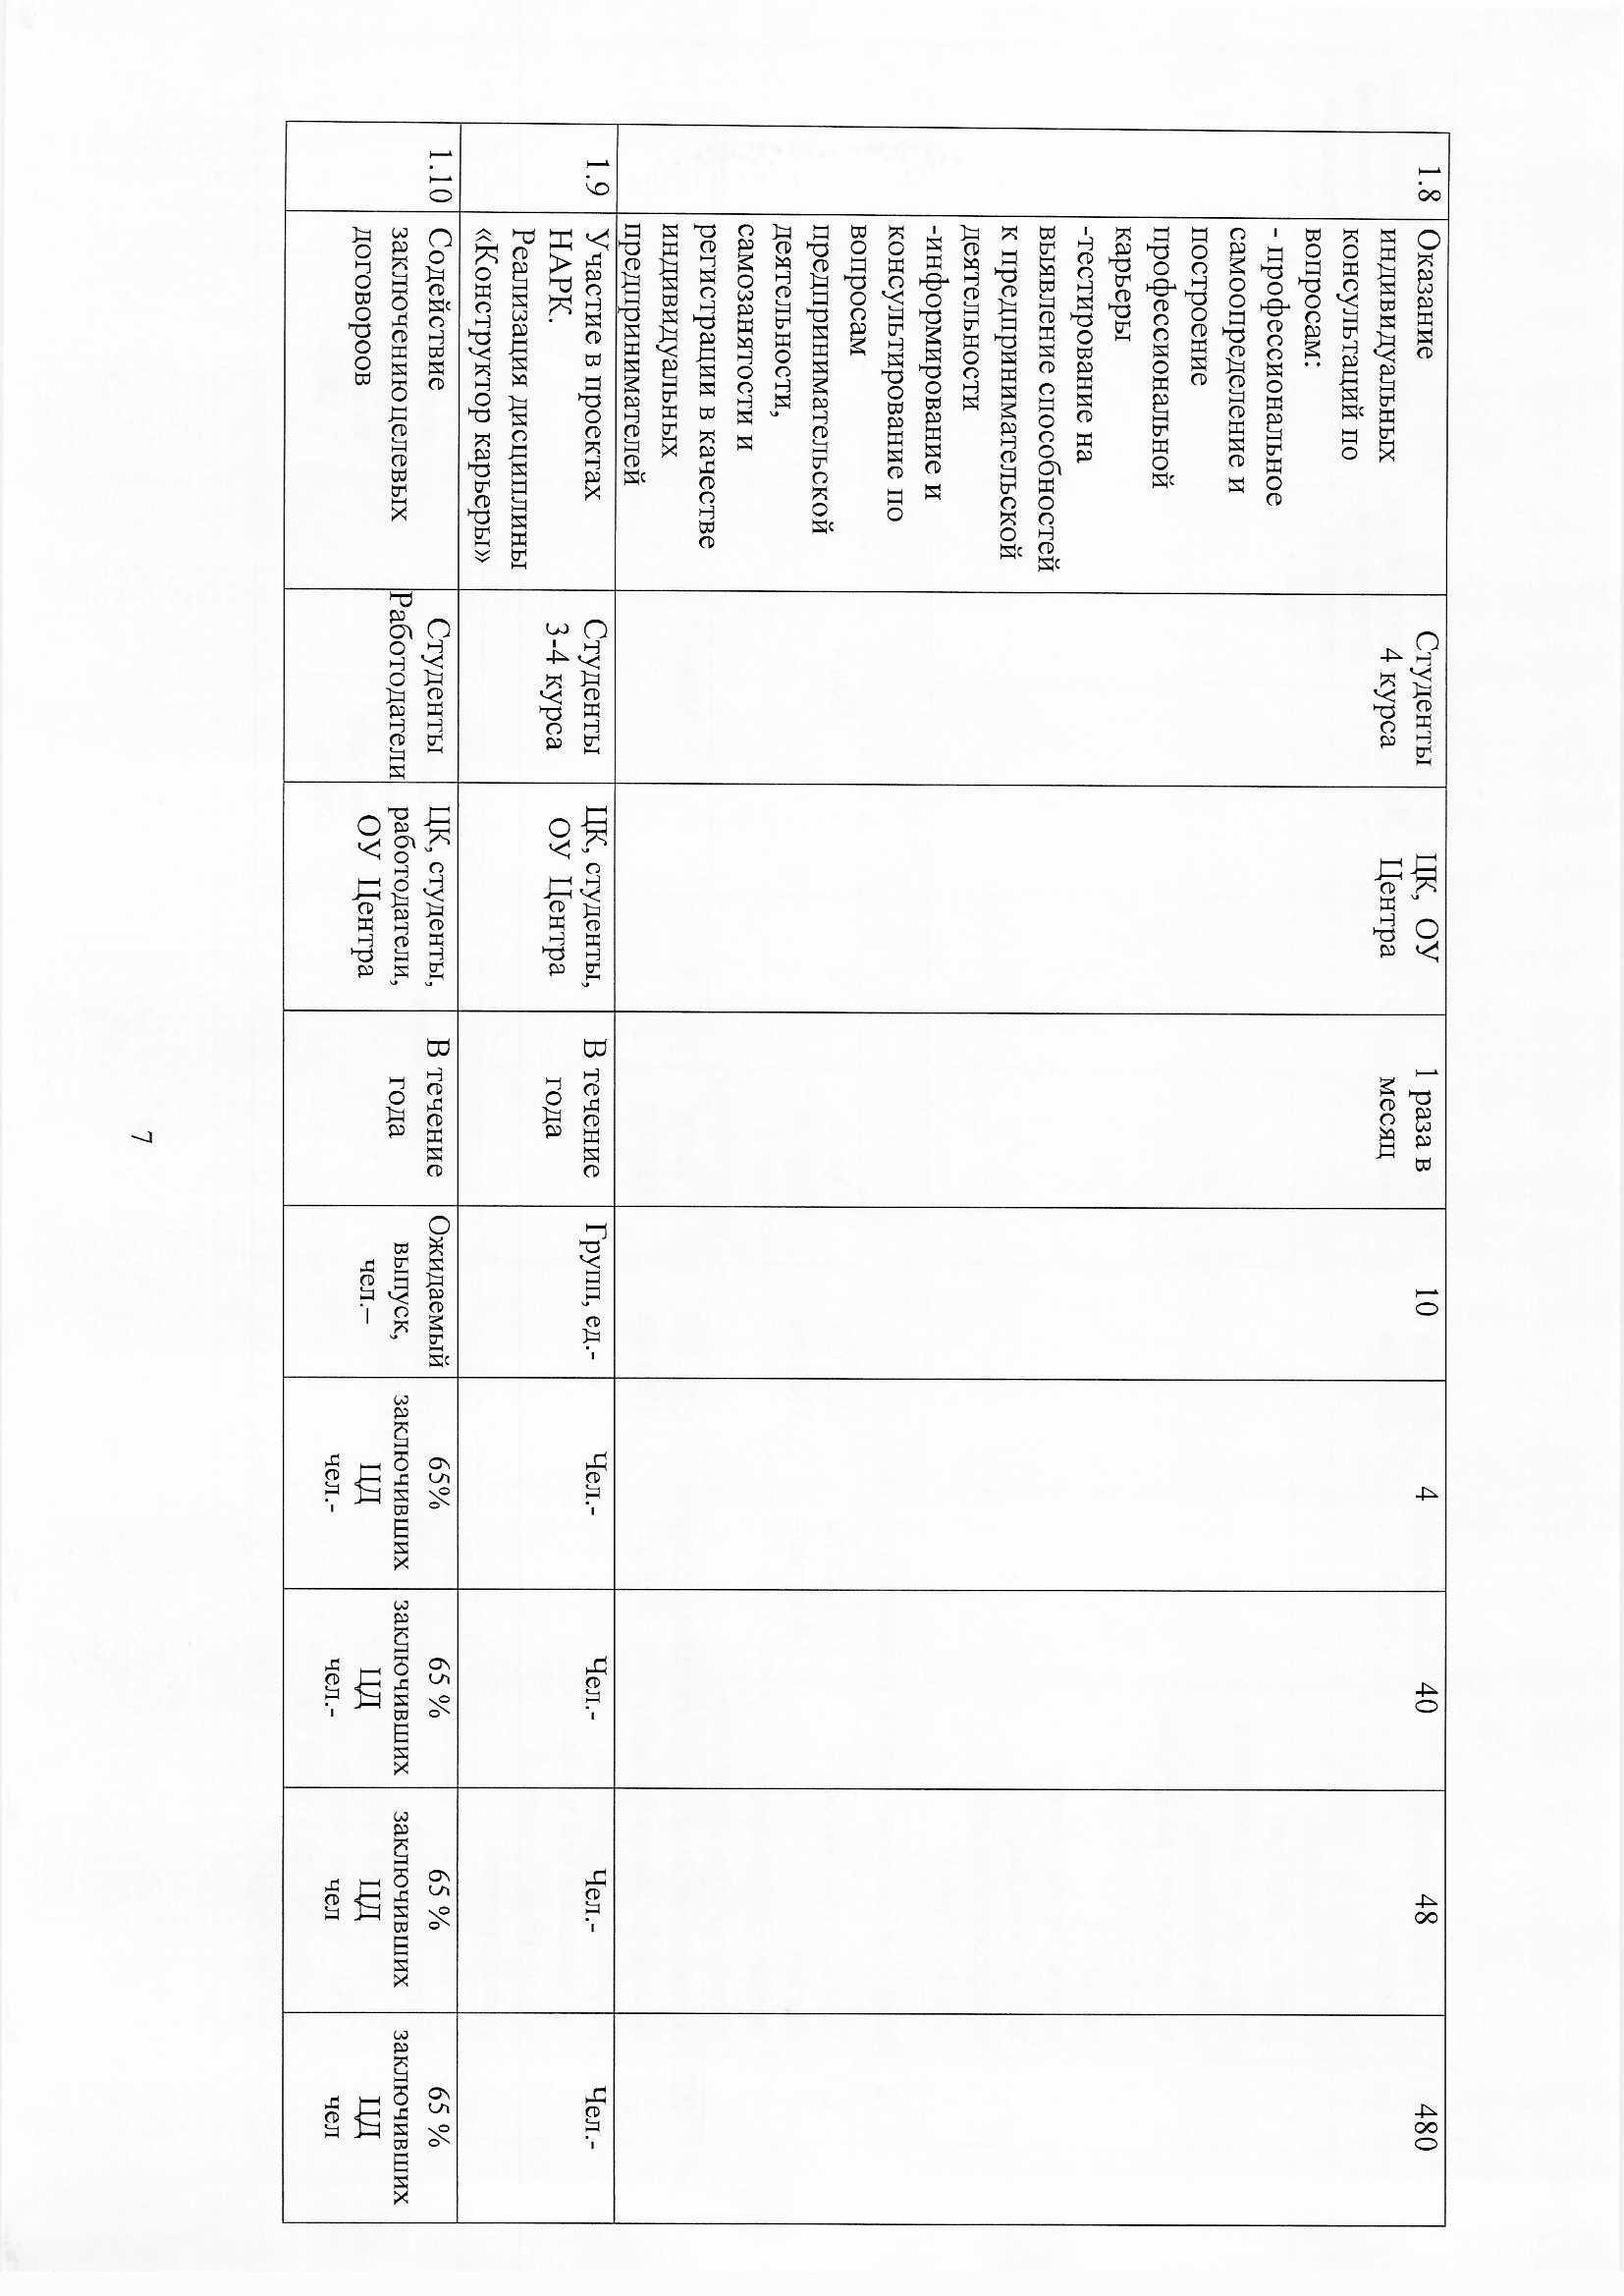 1.8
Оказание
индивидуальных
консультаций по
вопросам:
- профессиональное
самоопределение и
построение
профессиональной
карьеры
-тестирование на
выявление способностей
к предпринимательской
деятельности
-информирование и
консультирование по
вопросам
предпринимательской
деятельности,
самозанятости и
регистрации в качестве
индивидуальных
предпринимателей
Студенты
4 курса
ЦК, ОУ
Центра
1 раза в
месяц
10
4
40
48
480
1.9
Участие в проектах
НАРК.
Реализация дисциплины
«Конструктор карьеры»
Студенты
3-4 курса
ЦК, студенты,
ОУ Центра
В течение
года
Групп, ед.-
Чел.-
Чел.-
Чел.-
Чел.-
1.10
Содействие
заключениюцелевых
договороов
Студенты
Работодатели
ЦК, студенты,
работодатели,
ОУ Центра
В течение
года
Ожидаемый
выпуск,
чел.–
65%
заключивших
ЦД
чел.-
65 %
заключивших
ЦД
чел.-
65 %
заключивших
ЦД
чел
65 %
заключивших
ЦД
чел
7